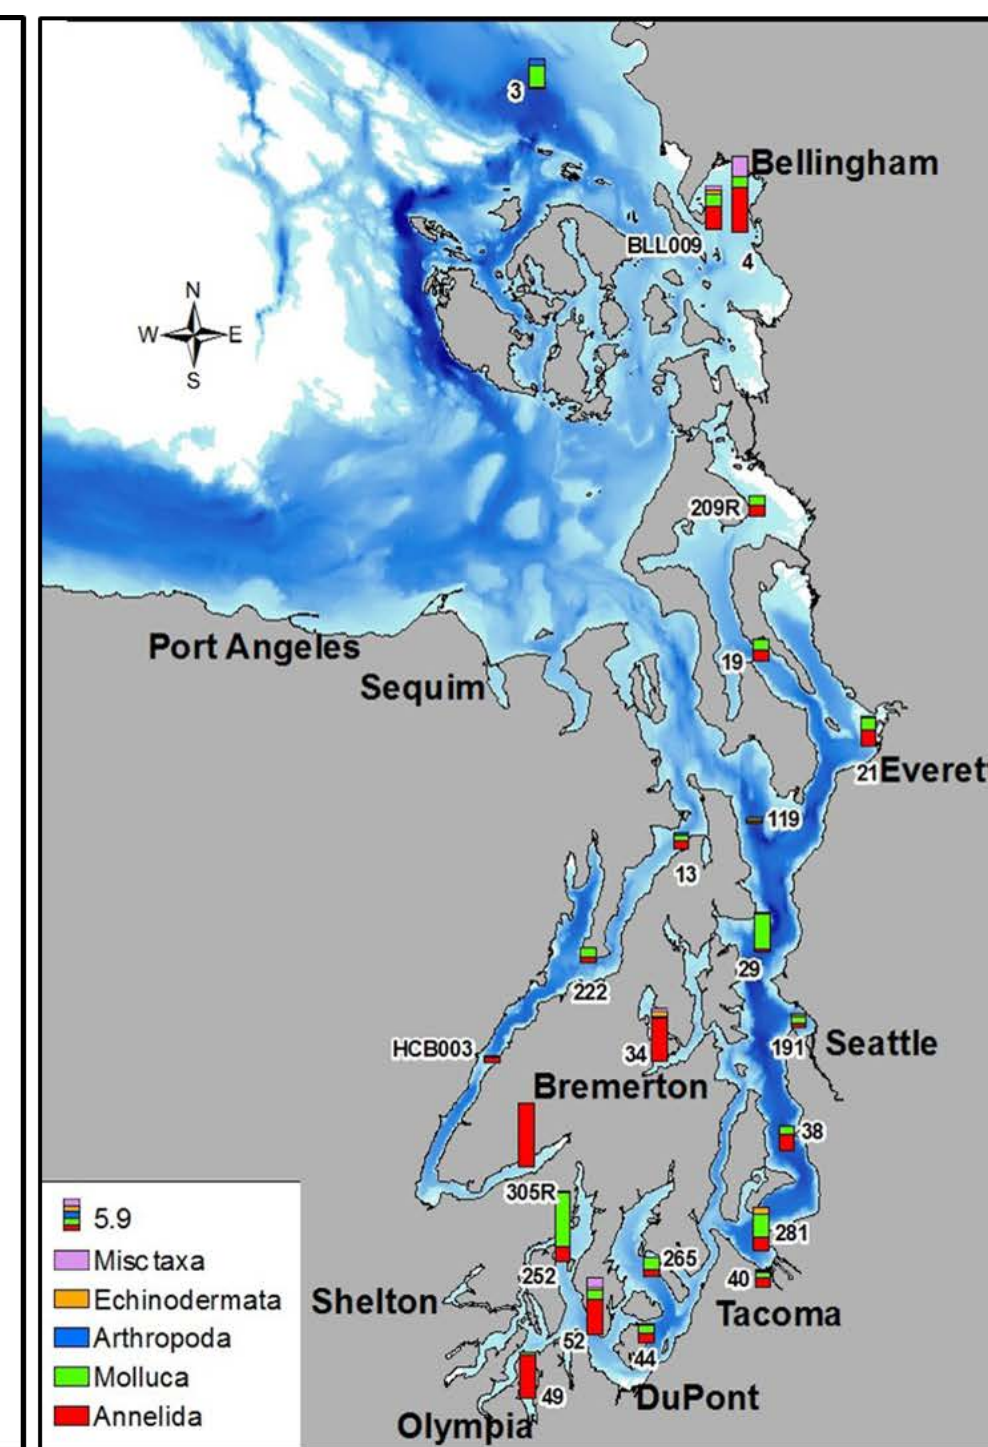 3
Bellingham
BLL009
4
N
W E
S
209R
Port Angeles
19
Sequim
21 Everet
119
13
29
222
191
Seattle
HCB003
34
Bremerton
38
305R
5.9
281
265
252
40
Misc taxa
Echinodermata
Shelton
Tacoma
52
Arthropoda
44
Molluca
DuPont
49
Annelida
Olympia